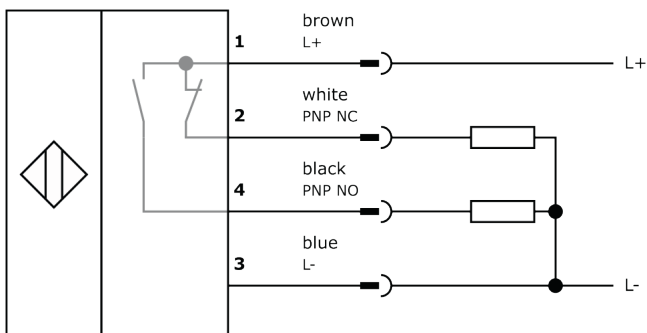 brown
1 L+
L+
white
2 PNP NC
black
4 PNP NO
blue
3 L-
L-